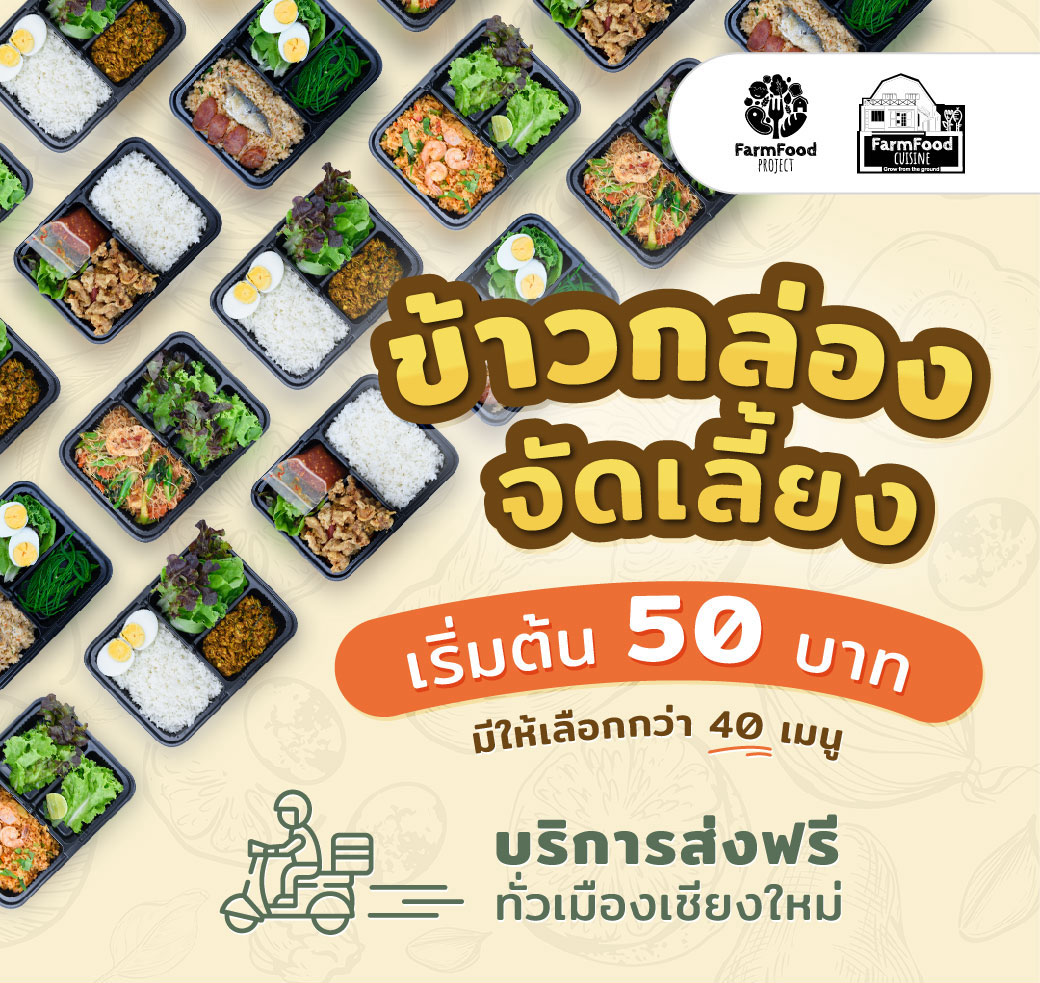 FarmFood
PROJECT
FarmFood
CUISINE
Grow from the ground
ข้าวกล่อง
จัดเลี้ยง
เริ่มต้น 50 บาท
มีให้เลือกกว่า 40 เมนู
บริการส่งฟรี
ทั่วเมืองเชียงใหม่